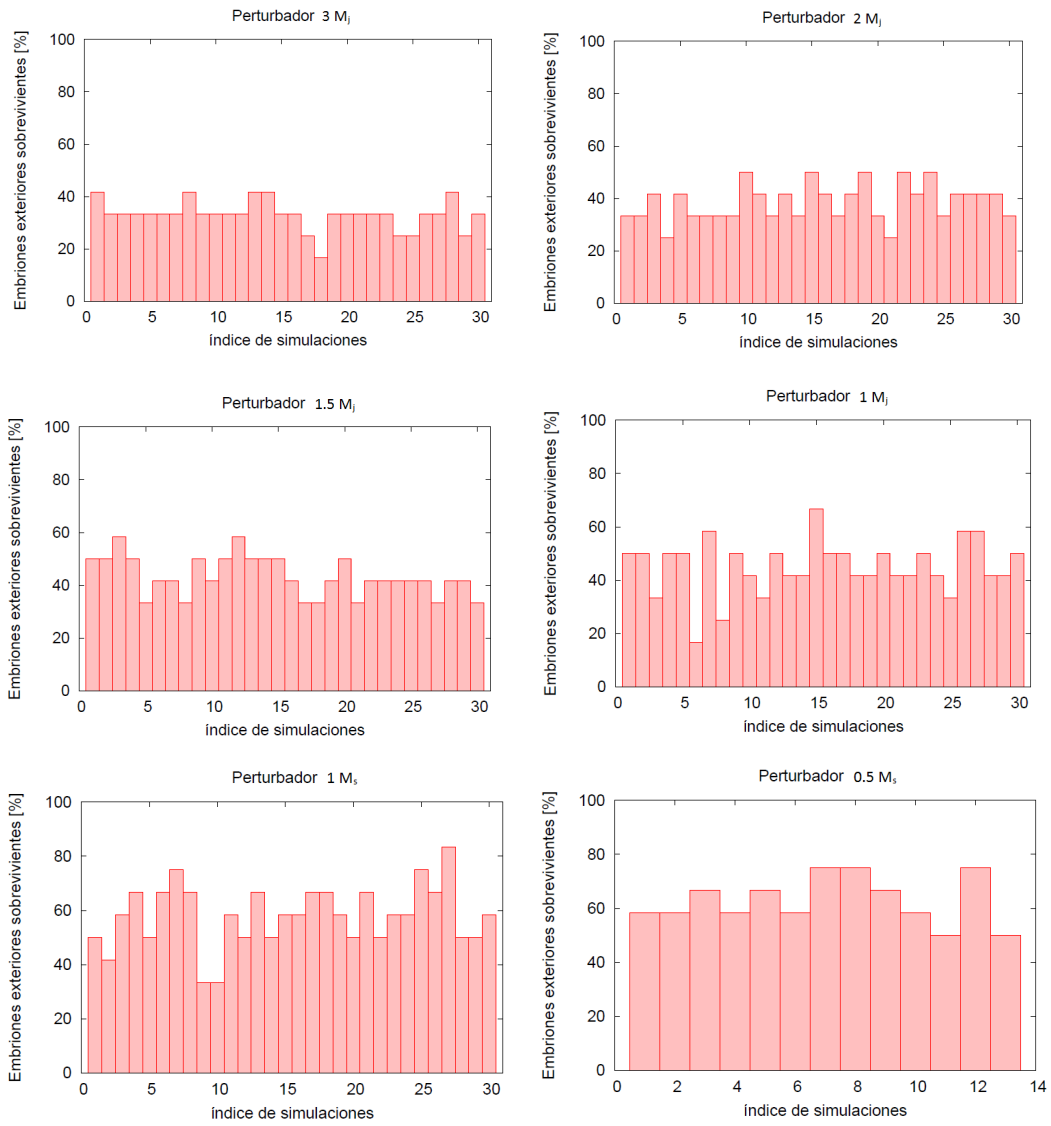 Perturbador 3 Mj
Embriones exteriores sobrevivientes [%]
100
80
60
40
20
0
0 5 10 15 20 25 30
índice de simulaciones
Perturbador 2 Mj
Embriones exteriores sobrevivientes [%]
100
80
60
40
20
0
0 5 10 15 20 25 30
índice de simulaciones
Perturbador 1.5 Mj
Embriones exteriores sobrevivientes [%]
100
80
60
40
20
0
0 5 10 15 20 25 30
índice de simulaciones
Perturbador 1 Mj
Embriones exteriores sobrevivientes [%]
100
80
60
40
20
0
0 5 10 15 20 25 30
índice de simulaciones
Perturbador 1 Ms
Embriones exteriores sobrevivientes [%]
100
80
60
40
20
0
0 5 10 15 20 25 30
índice de simulaciones
Perturbador 0.5 Ms
Embriones exteriores sobrevivientes [%]
100
80
60
40
20
0
0 2 4 6 8 10 12 14
índice de simulaciones